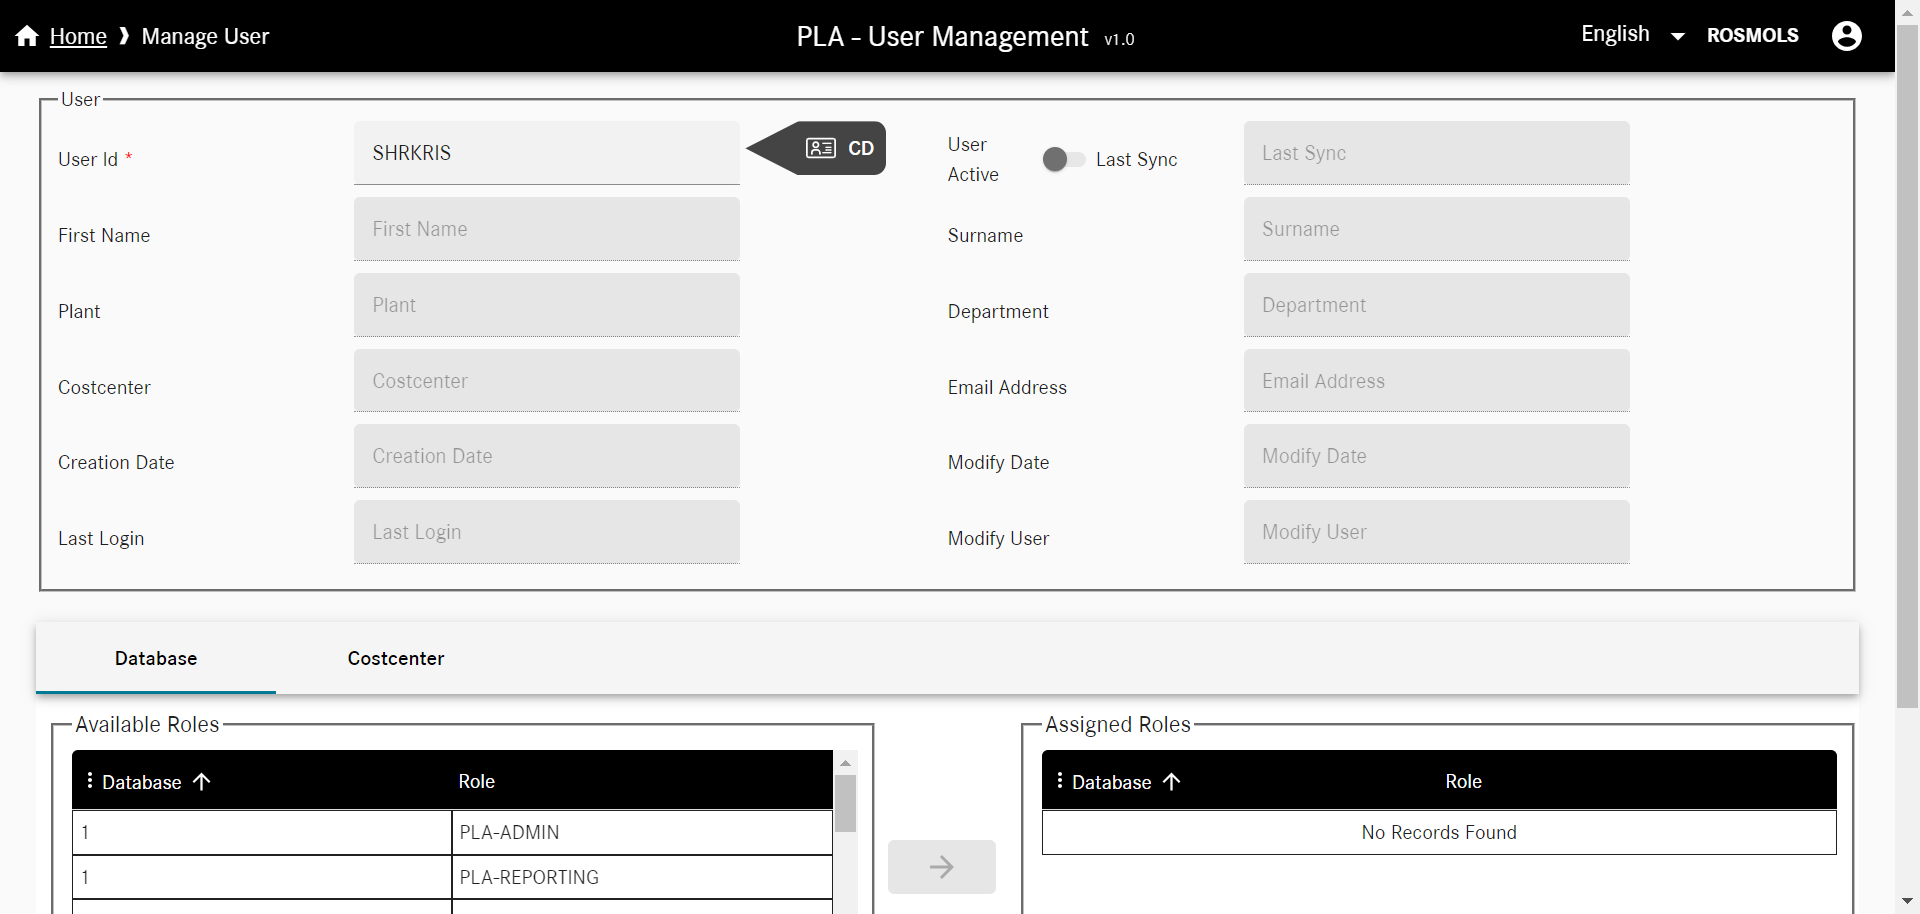 Home ❱ Manage User
PLA - User Management v1.0
English
ROSMOLS
User
User Id *
SHRKRIS
CD
User Active
Last Sync
Last Sync
First Name
First Name
Surname
Surname
Plant
Plant
Department
Department
Costcenter
Costcenter
Email Address
Email Address
Creation Date
Creation Date
Modify Date
Modify Date
Last Login
Last Login
Modify User
Modify User
Database
Costcenter
Available Roles
Database Role
1 PLA-ADMIN
1 PLA-REPORTING
Assigned Roles
Database Role
No Records Found